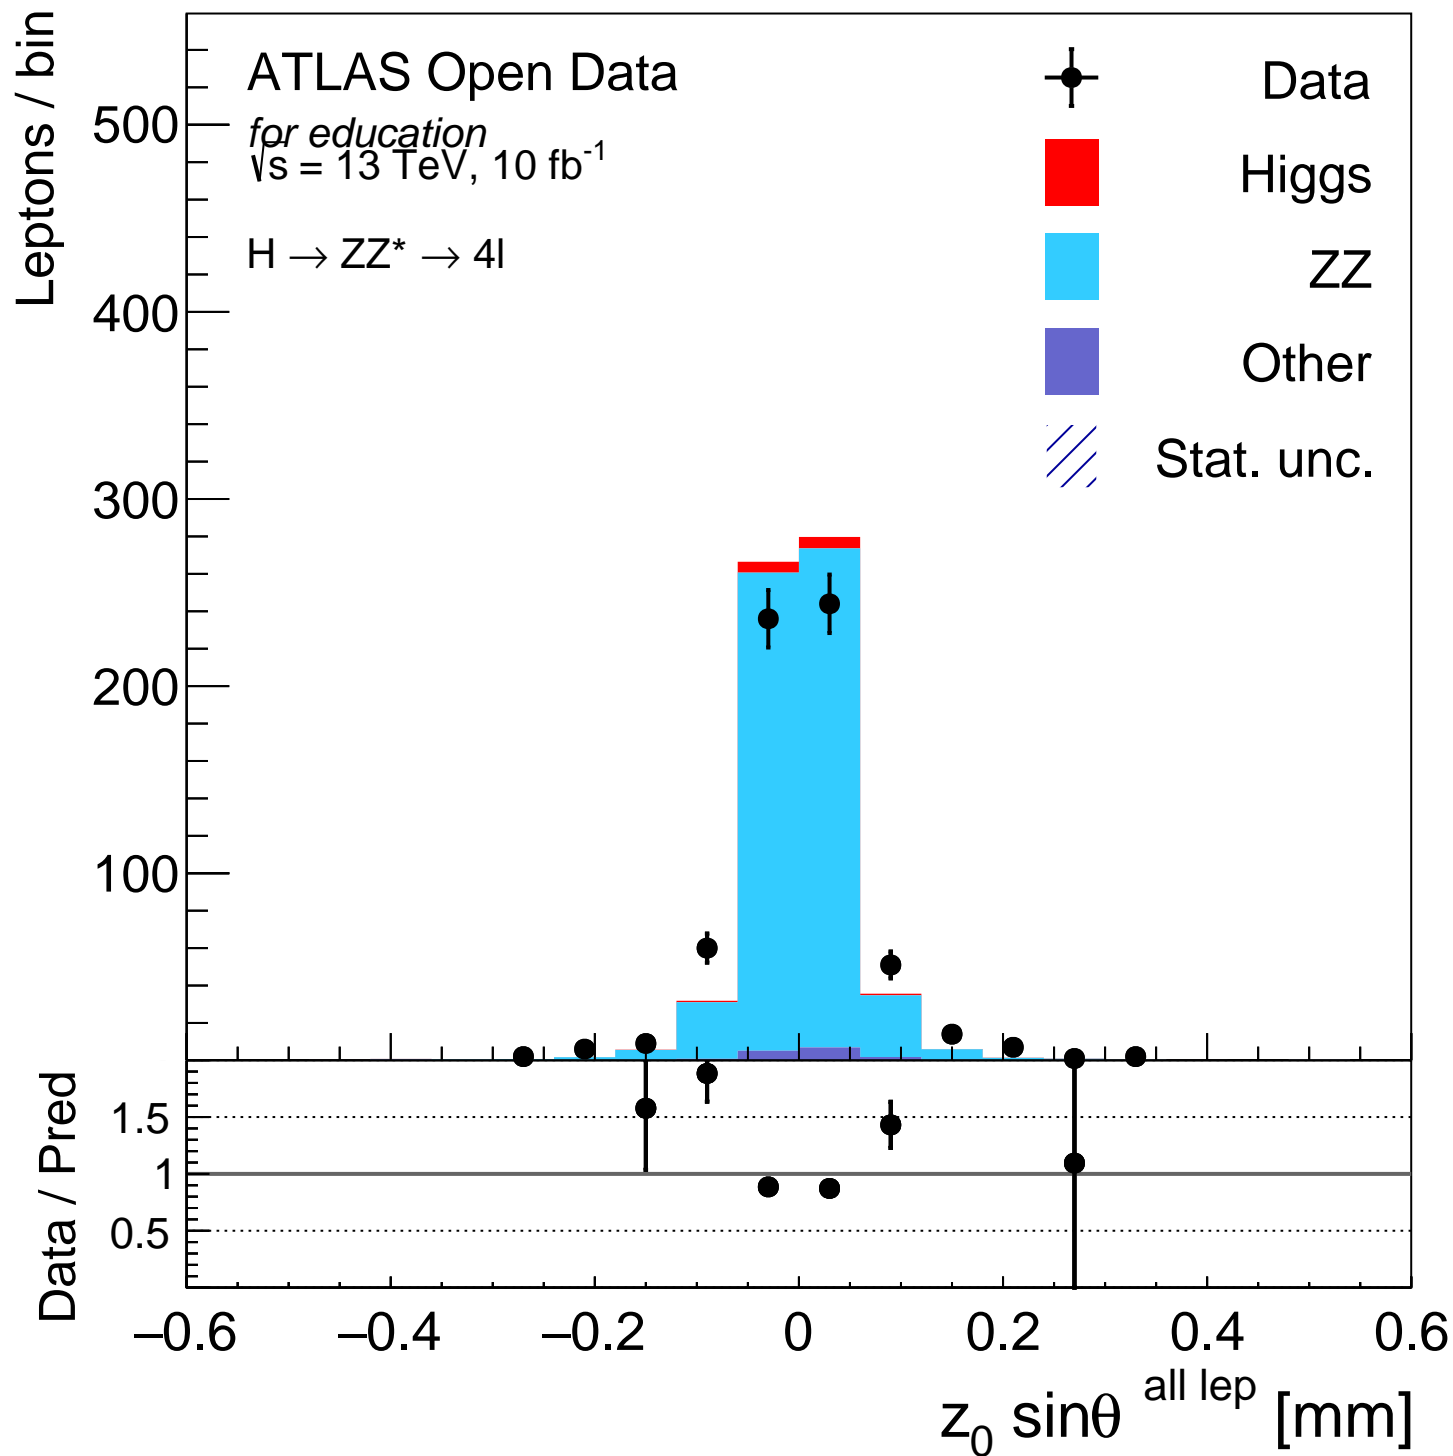 Leptons / bin
500
400
300
200
100
ATLAS Open Data
for education
√s = 13 TeV, 10 fb⁻¹
H → ZZ* → 4l
Data
Higgs
ZZ
Other
Stat. unc.
Data / Pred
1.5
1
0.5
−0.6 −0.4 −0.2 0 0.2 0.4 0.6
z₀ sinθ all lep [mm]